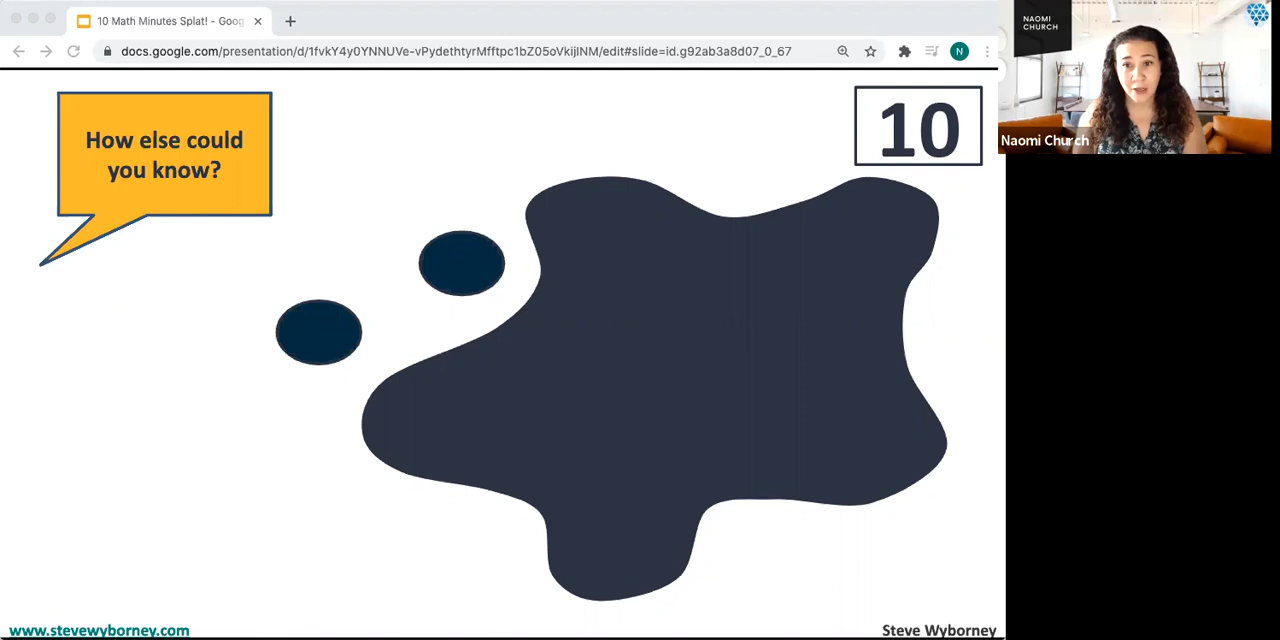 10 Math Minutes Splat! - Goog
docs.google.com/presentation/d/1fvkY4y0YNNUVe-vPydethtyrMfftpc1bZ05oVkijlNM/edit#slide=id.g92ab3a8d07_0_67
N
NAOMI
CHURCH
Naomi Church
How else could
you know?
10
www.stevewyborney.com
Steve Wyborney